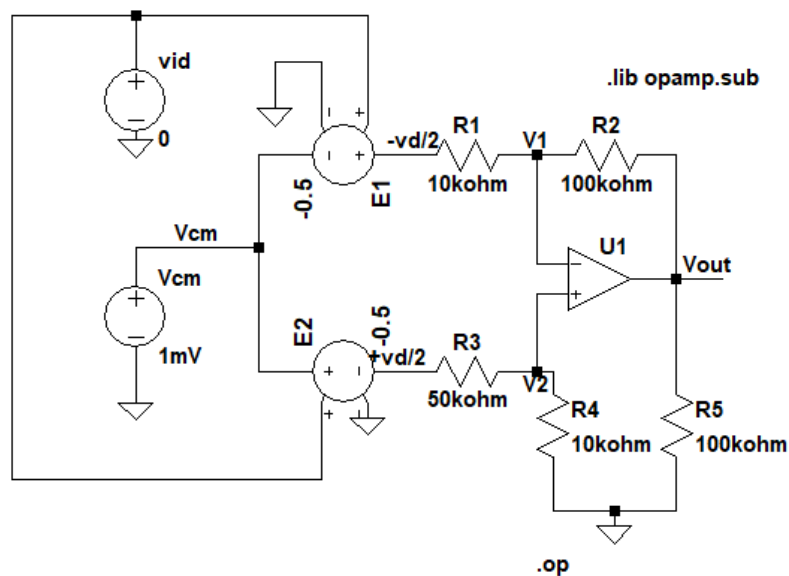 vid
0
.lib opamp.sub
-vd/2
R1
10kohm
V1
R2
100kohm
-0.5
E1
Vcm
Vcm
1mV
U1
Vout
E2
-0.5
+vd/2
R3
50kohm
V2
R4
10kohm
R5
100kohm
.op